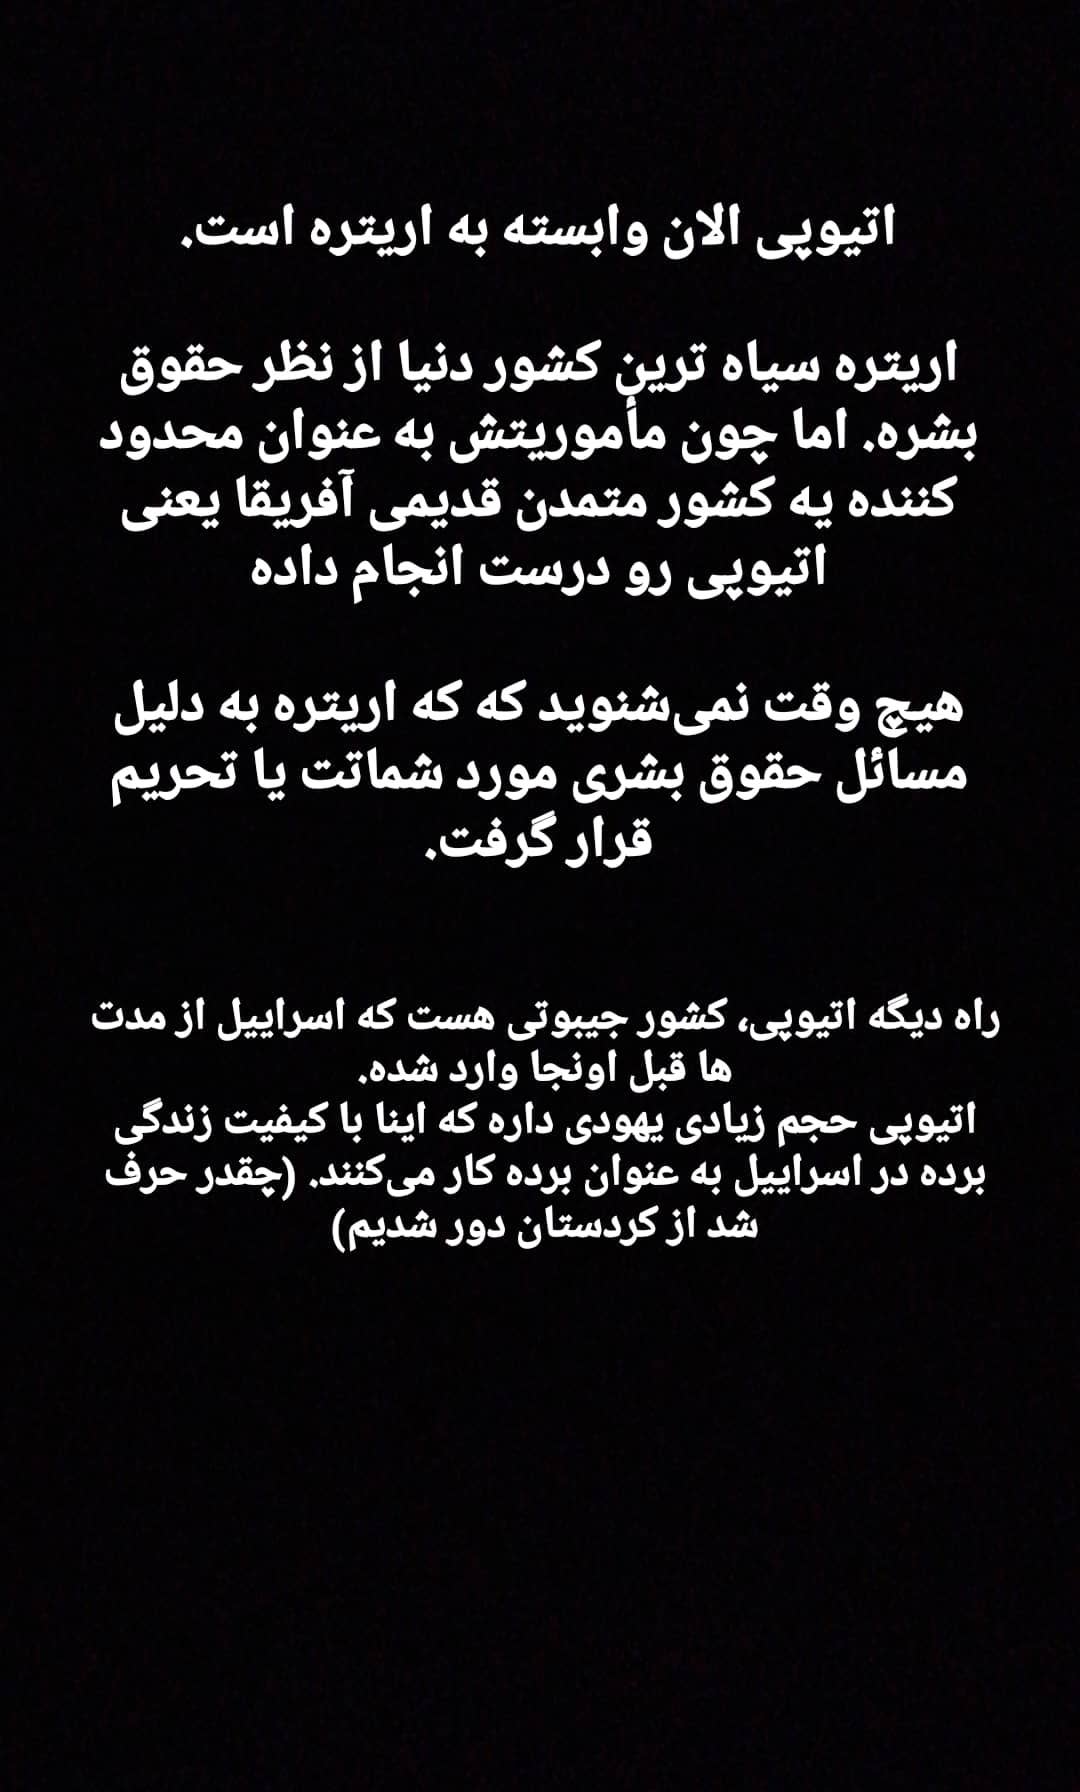 اتیوپی الان وابسته به اریتره است.
اریتره سیاه ترین کشور دنیا از نظر حقوق
بشره. اما چون مأموریتش به عنوان محدود
کننده یه کشور متمدن قدیمی آفریقا یعنی
اتیوپی رو درست انجام داده
هیچ وقت نمی‌شنوید که که اریتره به دلیل
مسائل حقوق بشری مورد شماتت یا تحریم
قرار گرفت.
راه دیگه اتیوپی، کشور جیبوتی هست که اسراییل از مدت
ها قبل اونجا وارد شده.
اتیوپی حجم زیادی یهودی داره که اینا با کیفیت زندگی
برده در اسراییل به عنوان برده کار می‌کنند. (چقدر حرف
شد از کردستان دور شدیم)